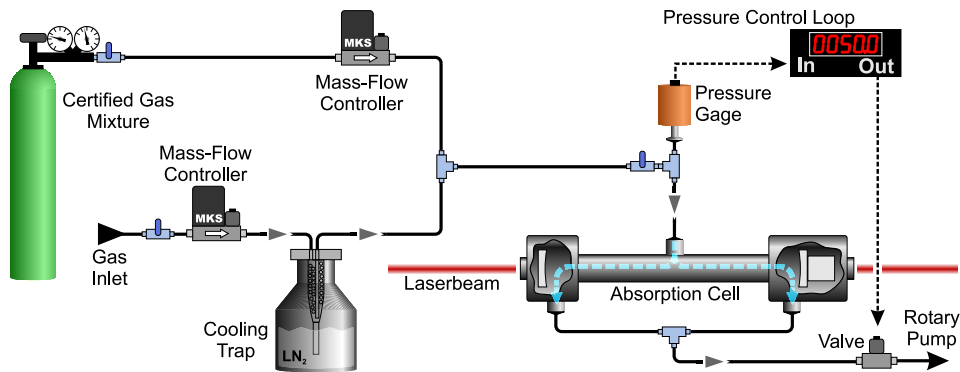 Pressure Control Loop
0050.0
In Out
MKS
Mass-Flow
Controller
Certified Gas
Mixture
Pressure
Gage
Mass-Flow
Controller
MKS
Gas
Inlet
Laserbeam
Absorption Cell
Cooling
Trap
LN₂
Valve
Rotary
Pump